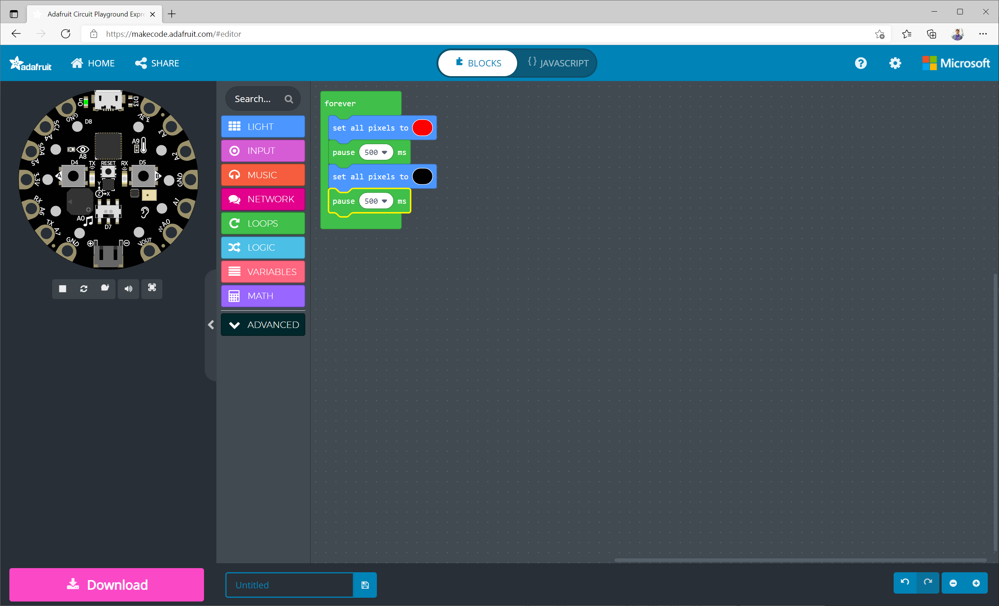 Adafruit Circuit Playground Expre
https://makecode.adafruit.com/#editor
adafruit
HOME
SHARE
BLOCKS
{} JAVASCRIPT
Microsoft
On
D13
GND
3.3V
SCL
A4
D8
A3
SDA
A5
A8
A9
A2
D4
TX
RESET
RX
D5
3.3V
A
B
GND
Y
Z
X
RX
A6
A1
A0
D7
TX
A7
A0
GND
VOUT
Search...
LIGHT
INPUT
MUSIC
NETWORK
LOOPS
LOGIC
VARIABLES
MATH
ADVANCED
forever
set all pixels to
pause 500 ms
set all pixels to
pause 500 ms
Download
Untitled